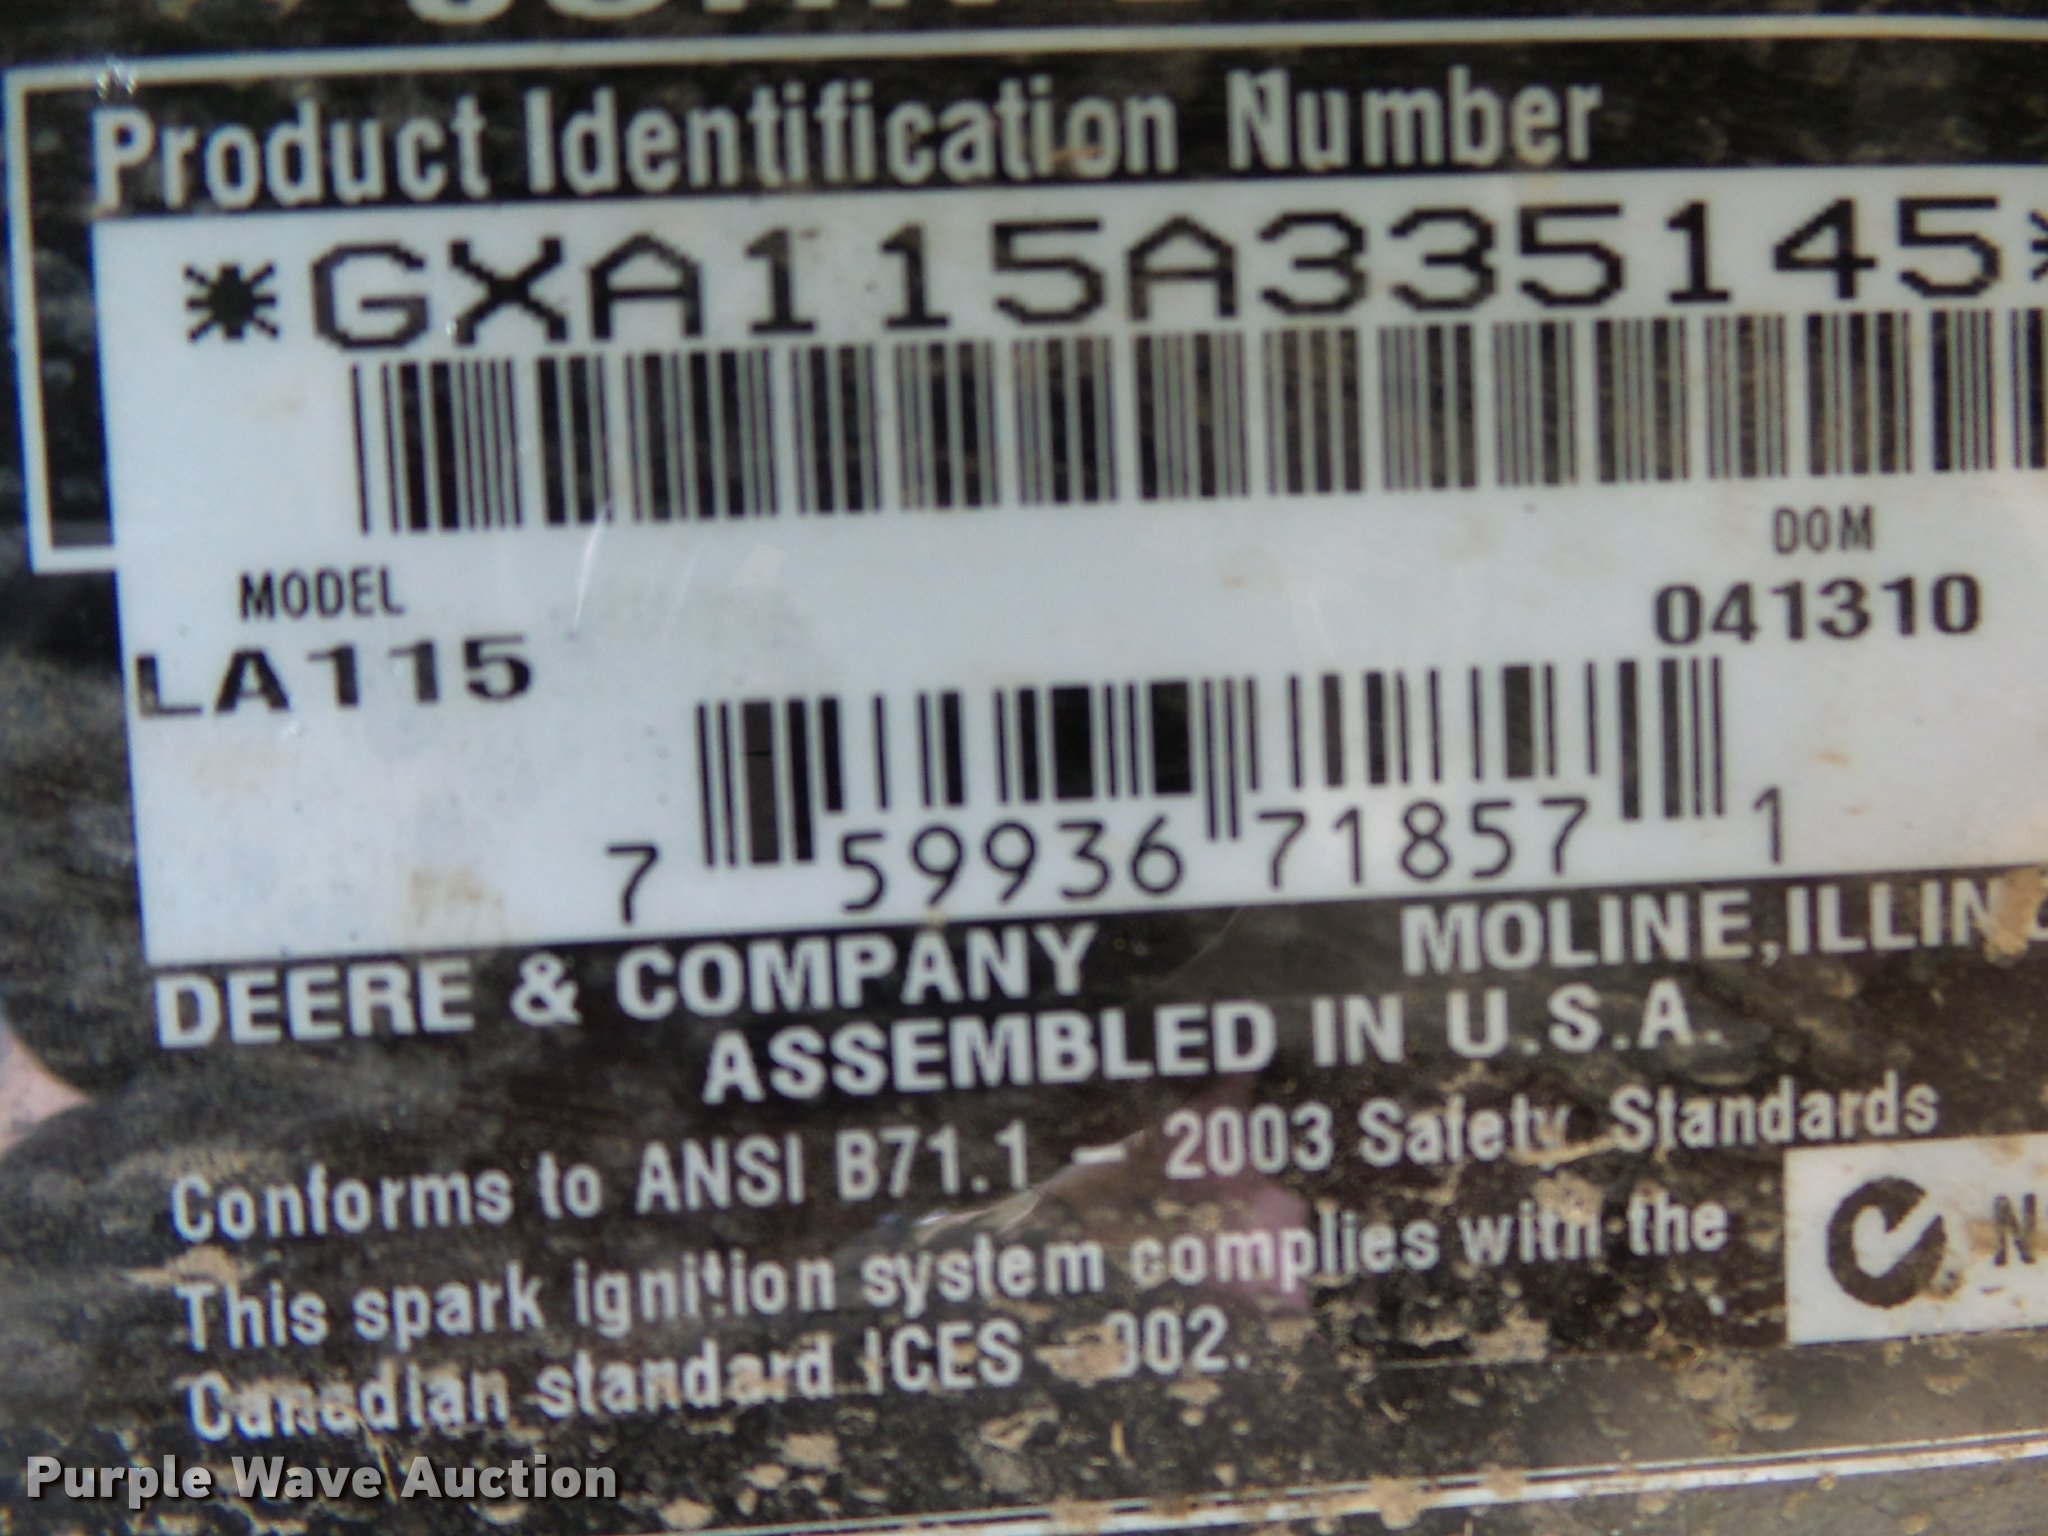 Product Identification Number
*GXA115A335145*
MODEL
DOM
LA115
041310
7 59936 71857 1
DEERE & COMPANY MOLINE,
ASSEMBLED IN U.S.A.
Conforms to ANSI B71.1 – 2003 Safety Standards
This spark ignition system complies with the
Canadian standard ICES – 002.
N
Purple Wave Auction